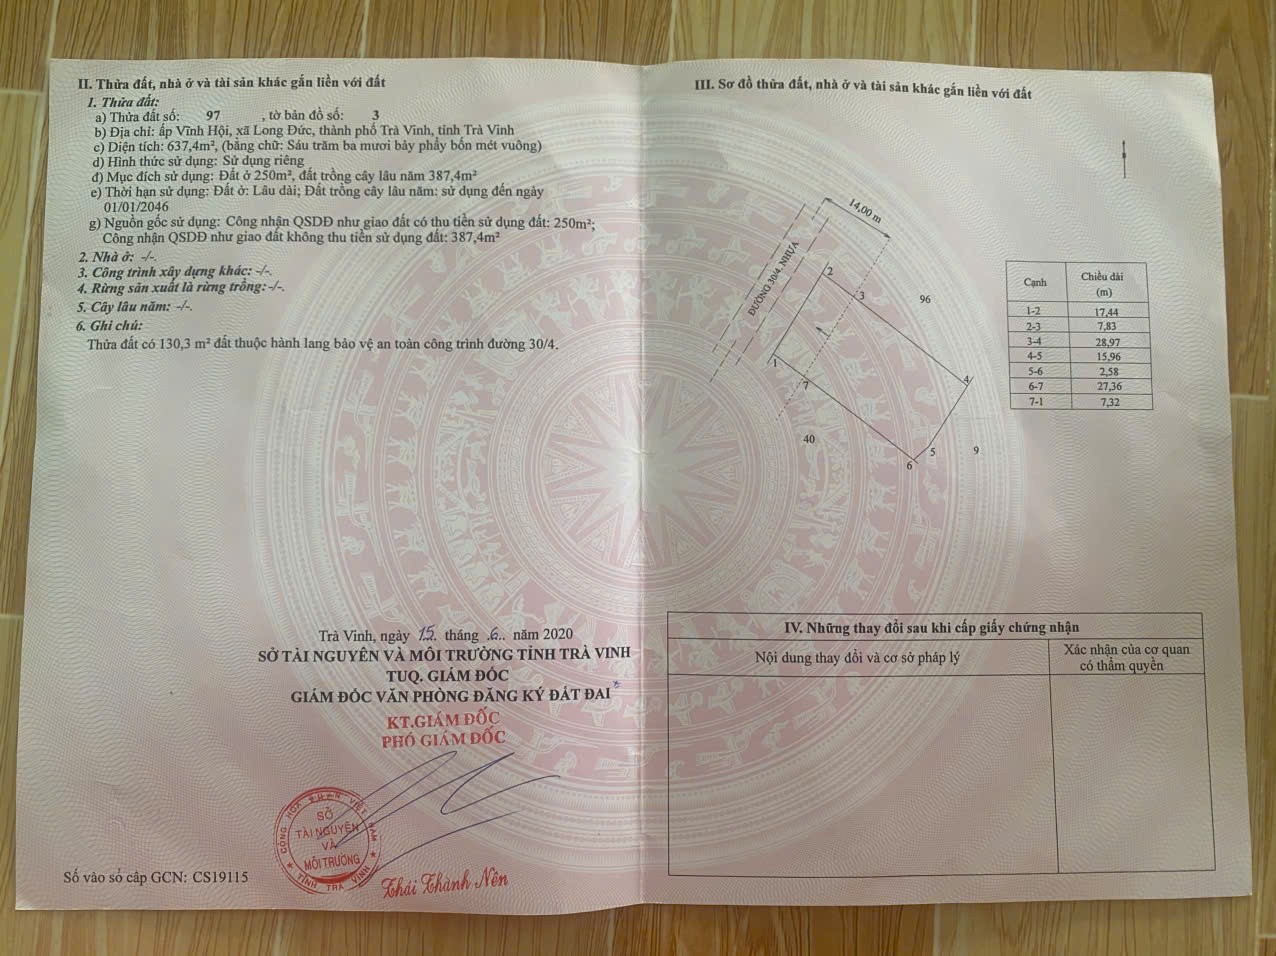 II. Thửa đất, nhà ở và tài sản khác gắn liền với đất
1. Thửa đất:
a) Thửa đất số: 97 , tờ bản đồ số: 3
b) Địa chỉ: ấp Vĩnh Hội, xã Long Đức, thành phố Trà Vinh, tỉnh Trà Vinh
c) Diện tích: 637,4m², (bằng chữ: Sáu trăm ba mươi bảy phẩy bốn mét vuông)
d) Hình thức sử dụng: Sử dụng riêng
đ) Mục đích sử dụng: Đất ở 250m², đất trồng cây lâu năm 387,4m²
e) Thời hạn sử dụng: Đất ở: Lâu dài; Đất trồng cây lâu năm: sử dụng đến ngày
01/01/2046
g) Nguồn gốc sử dụng: Công nhận QSDĐ như giao đất có thu tiền sử dụng đất: 250m²;
Công nhận QSDĐ như giao đất không thu tiền sử dụng đất: 387,4m²
2. Nhà ở: -/-.
3. Công trình xây dựng khác: -/-.
4. Rừng sản xuất là rừng trồng: -/-.
5. Cây lâu năm: -/-.
6. Ghi chú:
Thửa đất có 130,3 m² đất thuộc hành lang bảo vệ an toàn công trình đường 30/4.
Trà Vinh, ngày 15. tháng .6.. năm 2020
SỞ TÀI NGUYÊN VÀ MÔI TRƯỜNG TỈNH TRÀ VINH
TUQ. GIÁM ĐỐC
GIÁM ĐỐC VĂN PHÒNG ĐĂNG KÝ ĐẤT ĐAI
KT.GIÁM ĐỐC
PHÓ GIÁM ĐỐC
CỘNG HÒA XHCN VIỆT NAM
SỞ
TÀI NGUYÊN
VÀ
MÔI TRƯỜNG
TỈNH TRÀ VINH
Thái Thành Nên
Số vào sổ cấp GCN: CS19115
III. Sơ đồ thửa đất, nhà ở và tài sản khác gắn liền với đất
14,00 m
ĐƯỜNG 30/4. NHỰA
2
3
96
1
7
4
40
5
9
6
Cạnh Chiều dài (m)
1-2 17,44
2-3 7,83
3-4 28,97
4-5 15,96
5-6 2,58
6-7 27,36
7-1 7,32
IV. Những thay đổi sau khi cấp giấy chứng nhận
Nội dung thay đổi và cơ sở pháp lý
Xác nhận của cơ quan
có thẩm quyền